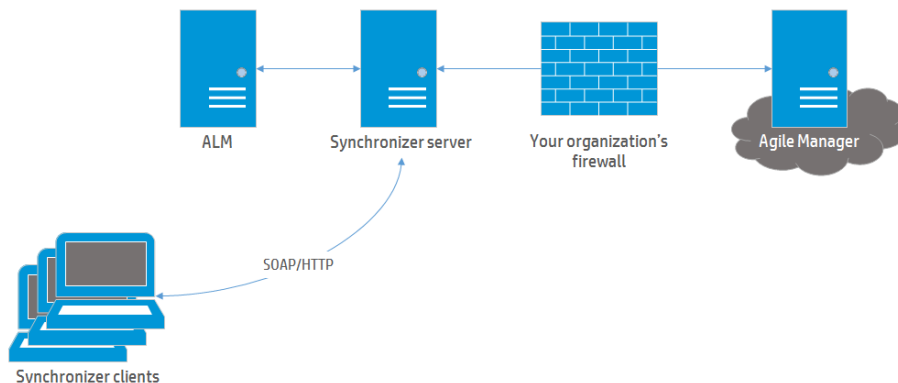 ALM
Synchronizer server
Your organization's
firewall
Agile Manager
SOAP/HTTP
Synchronizer clients